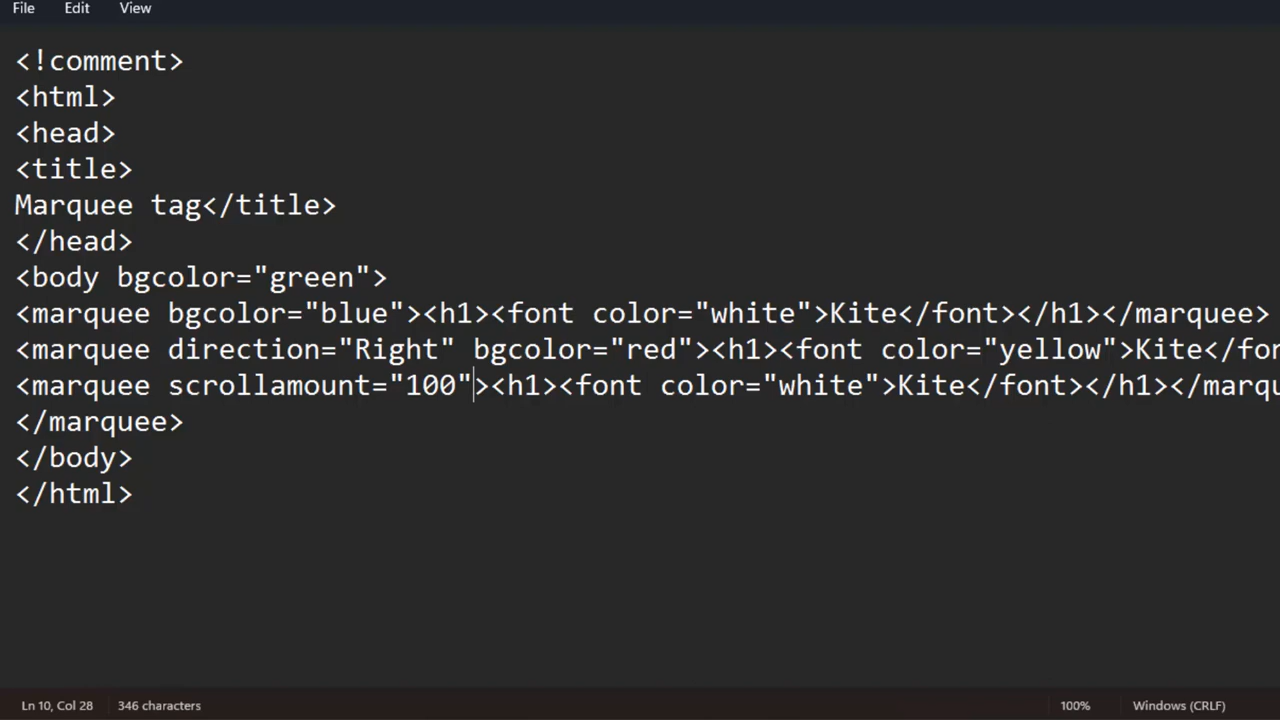 File Edit View
<!comment>
<html>
<head>
<title>
Marquee tag</title>
</head>
<body bgcolor="green">
<marquee bgcolor="blue"><h1><font color="white">Kite</font></h1></marquee>
<marquee direction="Right" bgcolor="red"><h1><font color="yellow">Kite</for
<marquee scrollamount="100"><h1><font color="white">Kite</font></h1></marqu
</marquee>
</body>
</html>
Ln 10, Col 28 346 characters 100% Windows (CRLF)